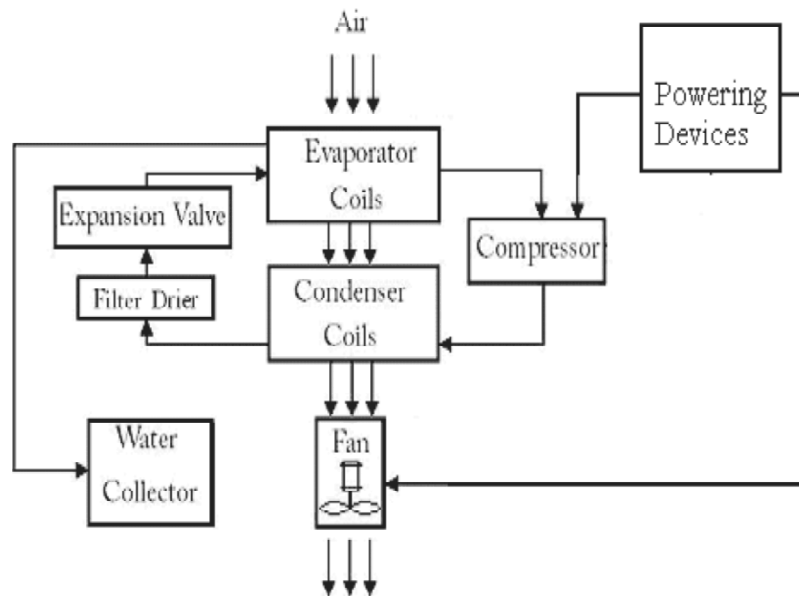 Air
Powering
Devices
Evaporator
Coils
Expansion Valve
Compressor
Filter Drier
Condenser
Coils
Water
Collector
Fan